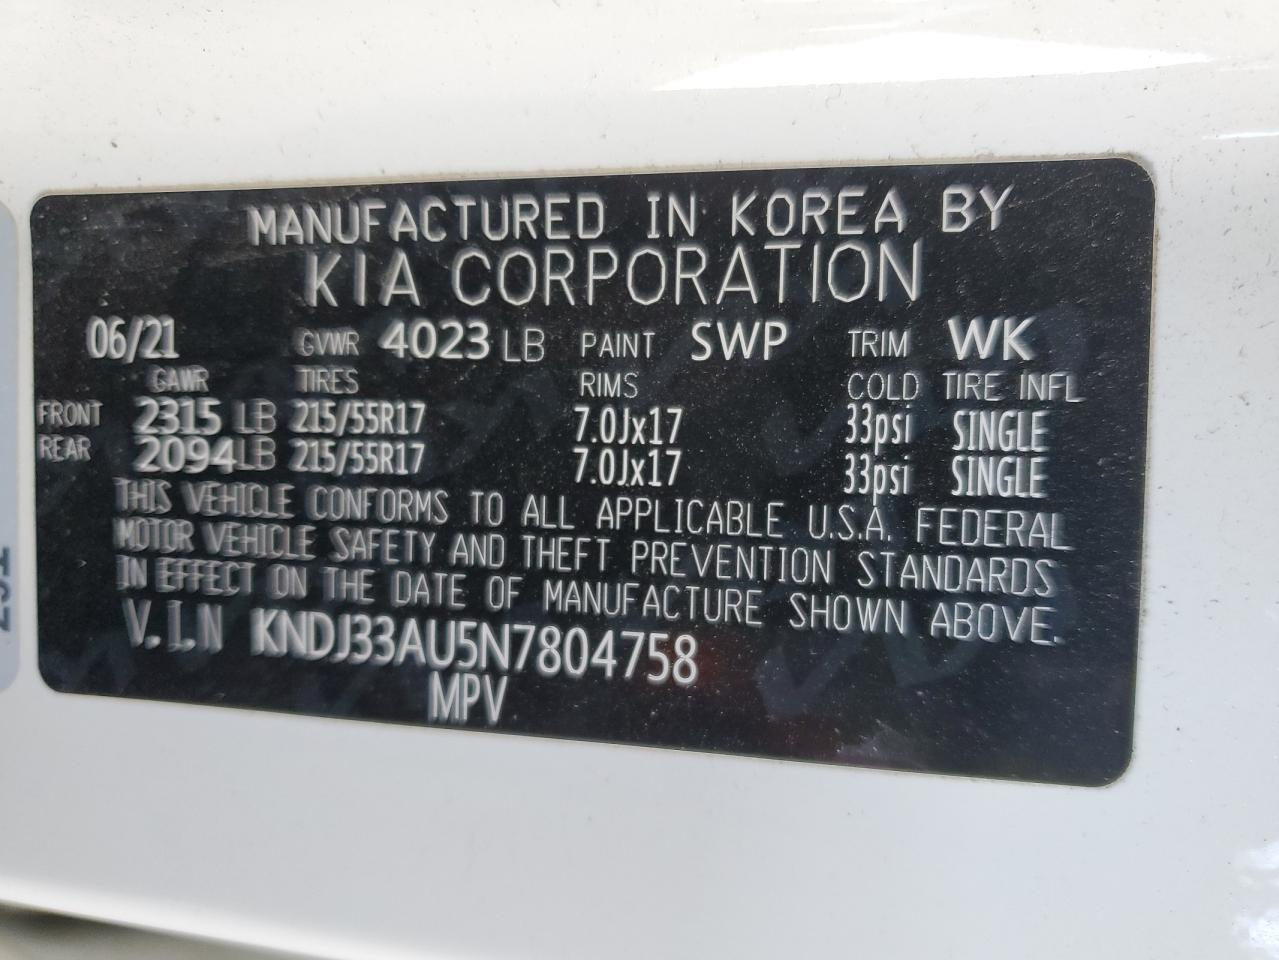 MANUFACTURED IN KOREA BY
KIA CORPORATION
06/21 GVWR 4023 LB PAINT SWP TRIM WK
GAWR TIRES RIMS COLD TIRE INFL
FRONT 2315 LB 215/55R17 7.0Jx17 33psi SINGLE
REAR 2094 LB 215/55R17 7.0Jx17 33psi SINGLE
THIS VEHICLE CONFORMS TO ALL APPLICABLE U.S.A. FEDERAL
MOTOR VEHICLE SAFETY AND THEFT PREVENTION STANDARDS
IN EFFECT ON THE DATE OF MANUFACTURE SHOWN ABOVE.
V.I.N KNDJ33AU5N7804758
MPV